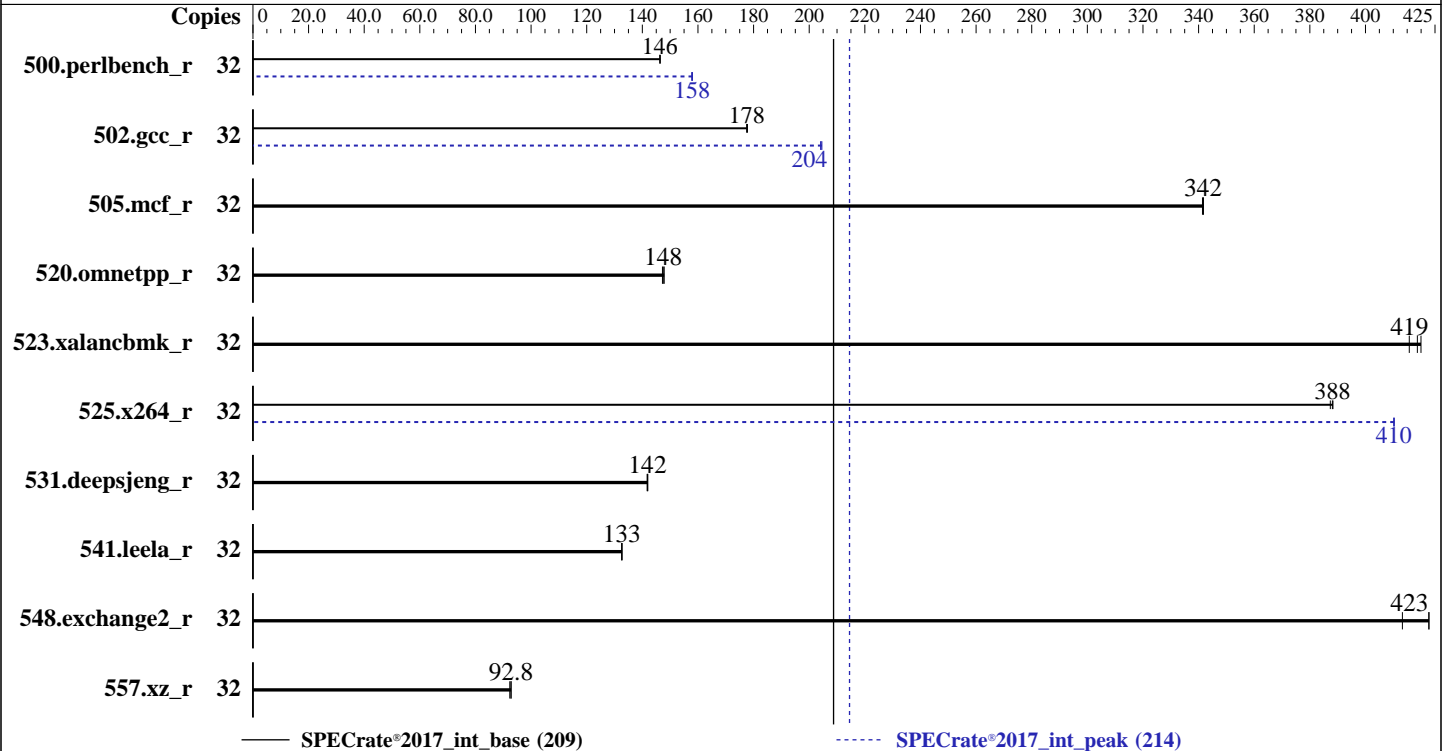 Copies 0 20.0 40.0 60.0 80.0 100 120 140 160 180 200 220 240 260 280 300 320 340 360 380 400 425
500.perlbench_r 32 146
158
502.gcc_r 32 178
204
505.mcf_r 32 342
520.omnetpp_r 32 148
523.xalancbmk_r 32 419
525.x264_r 32 388
410
531.deepsjeng_r 32 142
541.leela_r 32 133
548.exchange2_r 32 423
557.xz_r 32 92.8
SPECrate®2017_int_base (209) SPECrate®2017_int_peak (214)